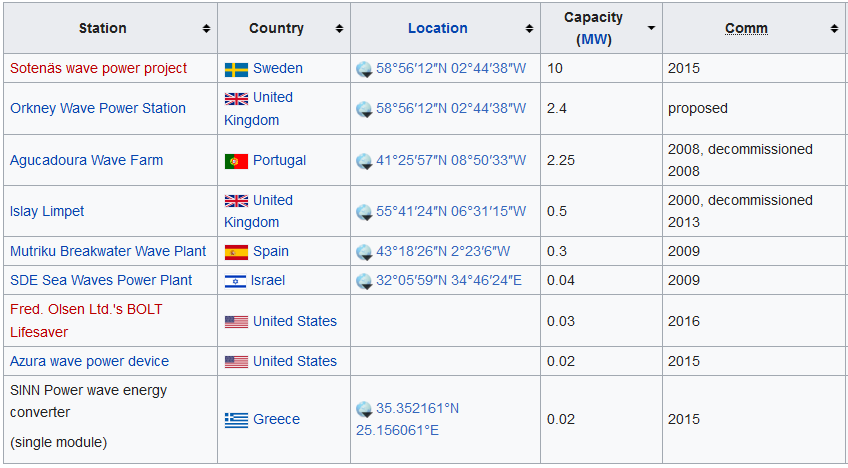 Station Country Location Capacity (MW) Comm
Sotenäs wave power project Sweden 58°56′12″N 02°44′38″W 10 2015
Orkney Wave Power Station United Kingdom 58°56′12″N 02°44′38″W 2.4 proposed
Agucadoura Wave Farm Portugal 41°25′57″N 08°50′33″W 2.25 2008, decommissioned 2008
Islay Limpet United Kingdom 55°41′24″N 06°31′15″W 0.5 2000, decommissioned 2013
Mutriku Breakwater Wave Plant Spain 43°18′26″N 2°23′6″W 0.3 2009
SDE Sea Waves Power Plant Israel 32°05′59″N 34°46′24″E 0.04 2009
Fred. Olsen Ltd.'s BOLT Lifesaver United States 0.03 2016
Azura wave power device United States 0.02 2015
SINN Power wave energy converter (single module) Greece 35.352161°N 25.156061°E 0.02 2015